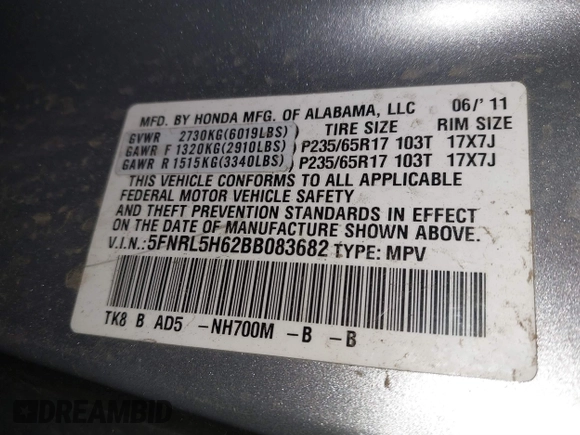 MFD. BY HONDA MFG. OF ALABAMA, LLC 06/'11
GVWR 2730KG(6019LBS) TIRE SIZE RIM SIZE
GAWR F 1320KG(2910LBS) P235/65R17 103T 17X7J
GAWR R 1515KG(3340LBS) P235/65R17 103T 17X7J
THIS VEHICLE CONFORMS TO ALL APPLICABLE
FEDERAL MOTOR VEHICLE SAFETY
AND THEFT PREVENTION STANDARDS IN EFFECT
ON THE DATE OF MANUFACTURE SHOWN ABOVE.
V.I.N.:5FNRL5H62BB083682 TYPE: MPV
TK8 B AD5 -NH700M -B -B
DREAMBID